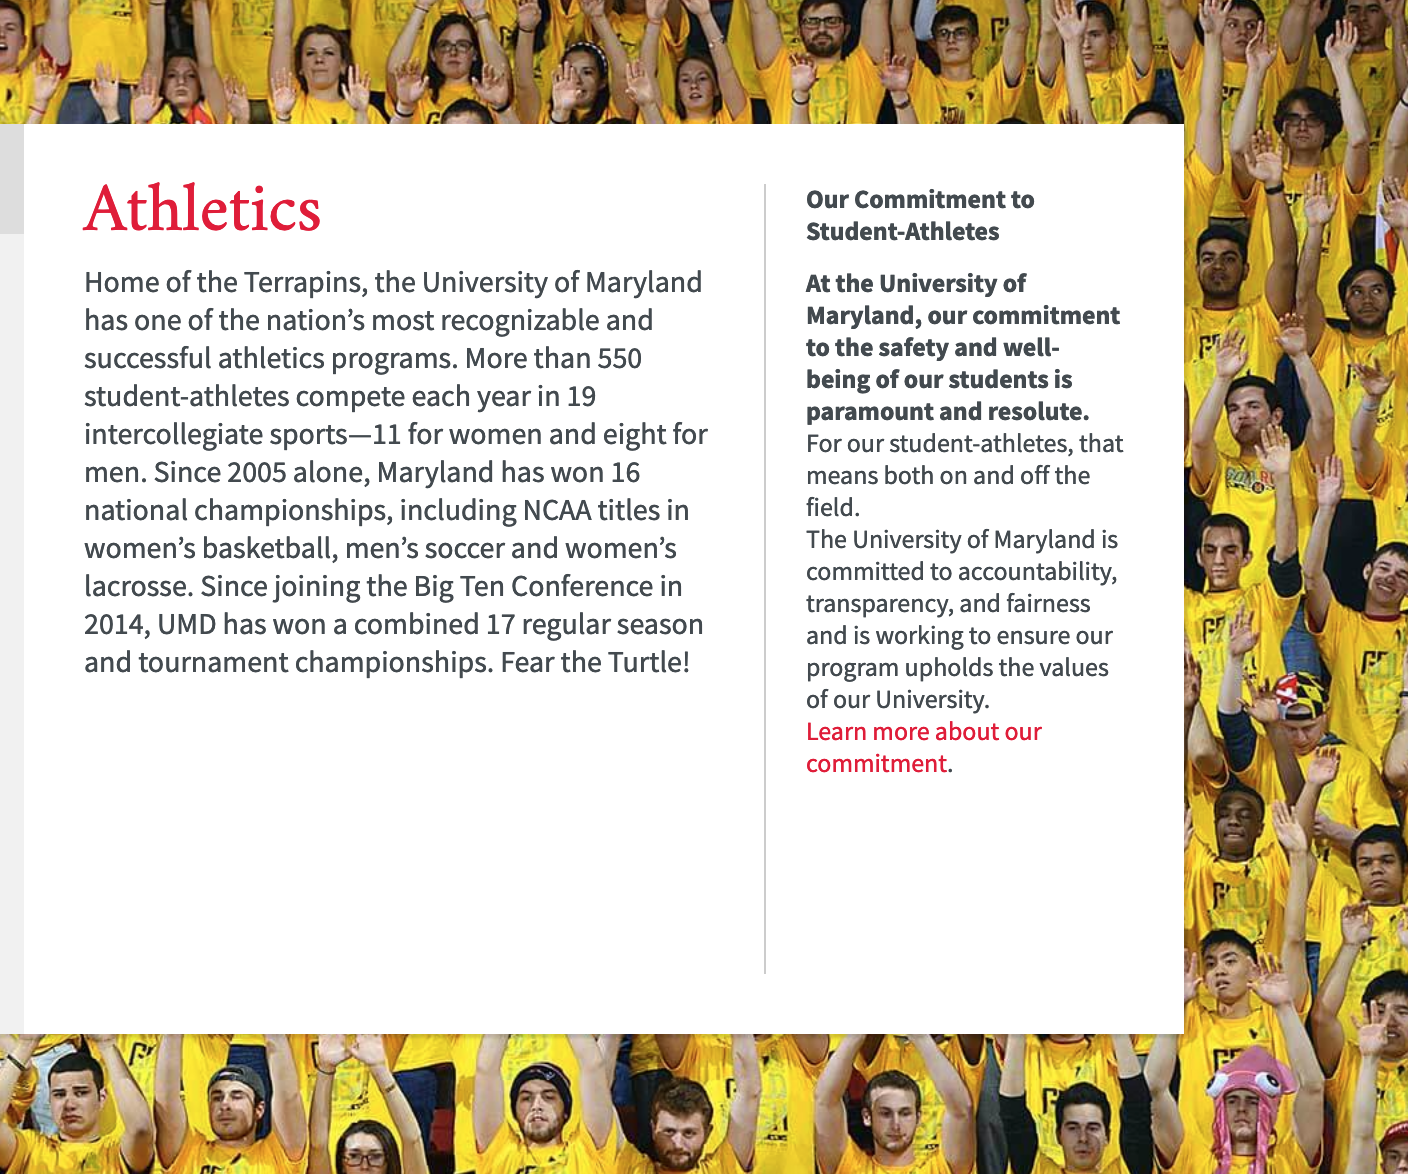 Athletics
Home of the Terrapins, the University of Maryland
has one of the nation’s most recognizable and
successful athletics programs. More than 550
student-athletes compete each year in 19
intercollegiate sports—11 for women and eight for
men. Since 2005 alone, Maryland has won 16
national championships, including NCAA titles in
women’s basketball, men’s soccer and women’s
lacrosse. Since joining the Big Ten Conference in
2014, UMD has won a combined 17 regular season
and tournament championships. Fear the Turtle!
Our Commitment to
Student-Athletes
At the University of
Maryland, our commitment
to the safety and well-
being of our students is
paramount and resolute.
For our student-athletes, that
means both on and off the
field.
The University of Maryland is
committed to accountability,
transparency, and fairness
and is working to ensure our
program upholds the values
of our University.
Learn more about our
commitment.